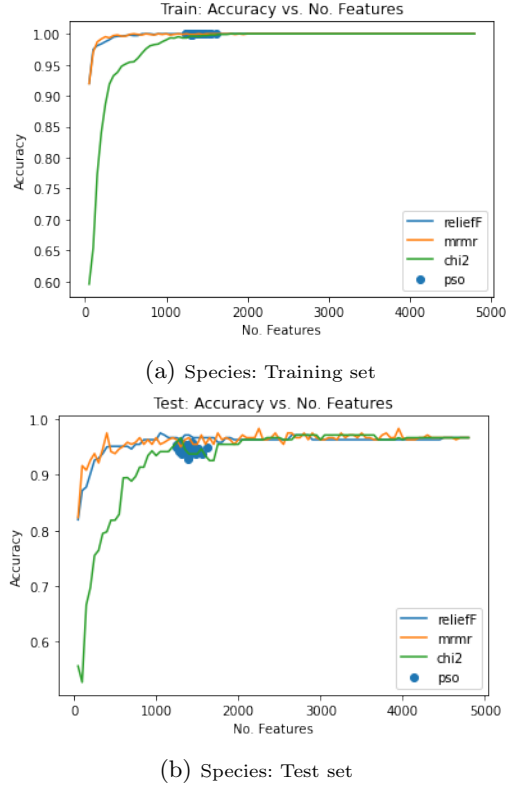 Train: Accuracy vs. No. Features
1.00
0.95
0.90
0.85
0.80
0.75
0.70
0.65
0.60
Accuracy
reliefF
mrmr
chi2
pso
0 1000 2000 3000 4000 5000
No. Features
(a) Species: Training set
Test: Accuracy vs. No. Features
1.0
0.9
0.8
0.7
0.6
Accuracy
reliefF
mrmr
chi2
pso
0 1000 2000 3000 4000 5000
No. Features
(b) Species: Test set